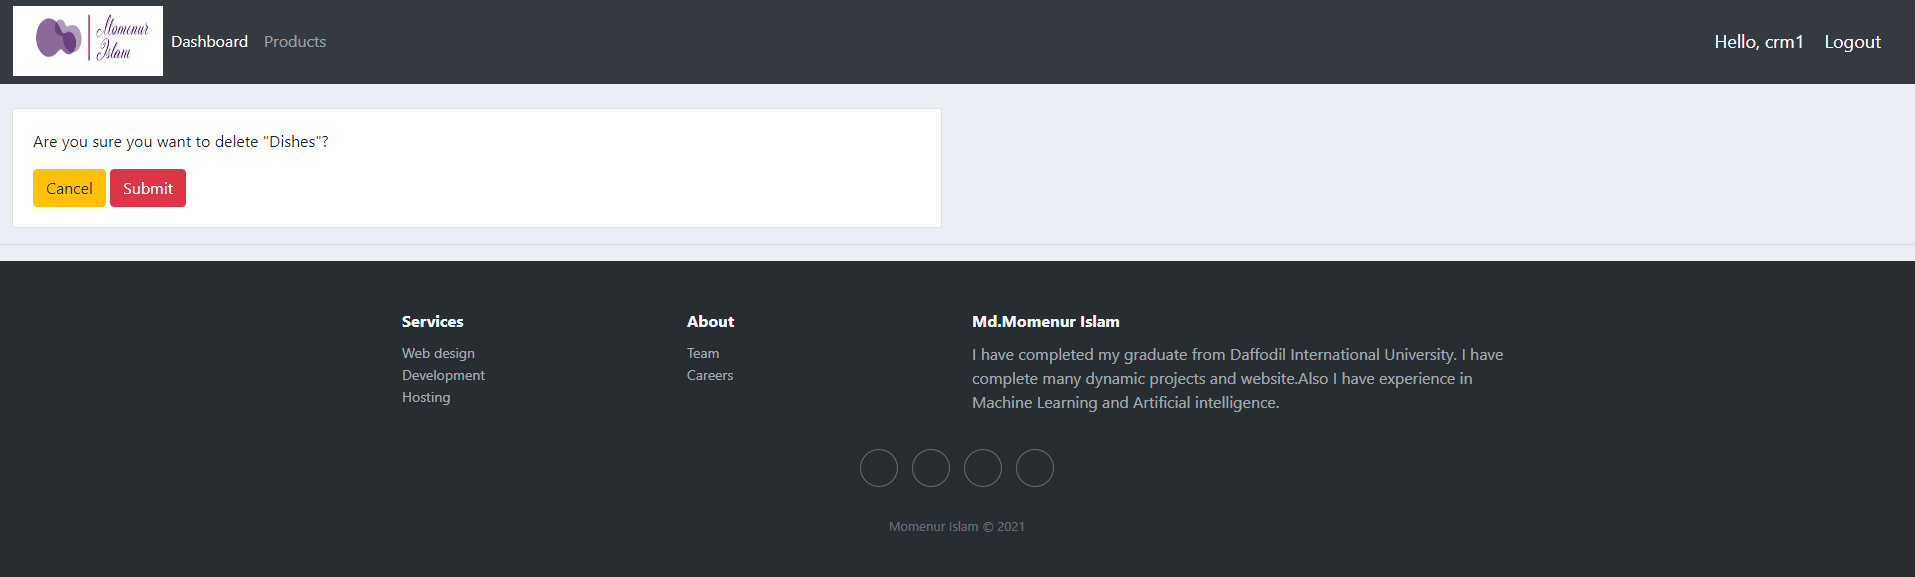 Momenur
Islam
Dashboard Products
Hello, crm1 Logout
Are you sure you want to delete "Dishes"?
Cancel Submit
Services
Web design
Development
Hosting
About
Team
Careers
Md.Momenur Islam
I have completed my graduate from Daffodil International University. I have
complete many dynamic projects and website.Also I have experience in
Machine Learning and Artificial intelligence.
Momenur Islam © 2021